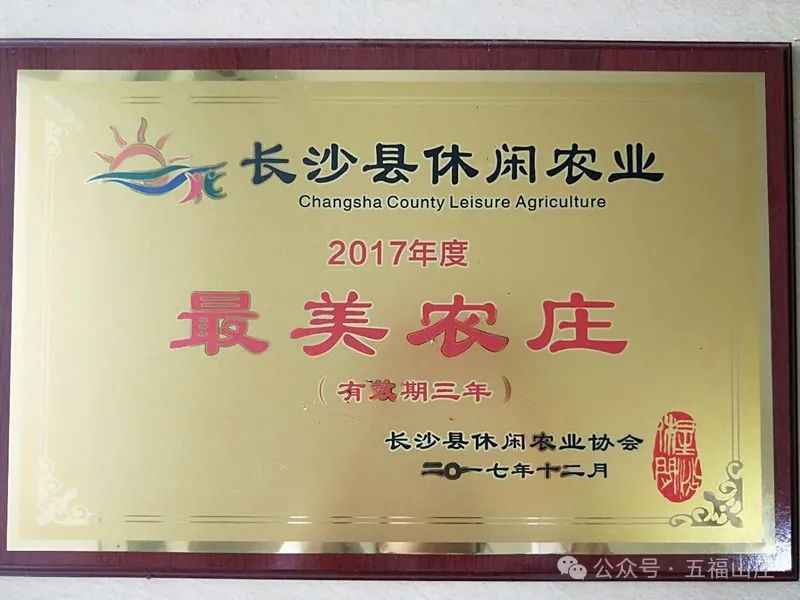 长沙县休闲农业
Changsha County Leisure Agriculture
2017年度
最美农庄
（有效期三年）
长沙县休闲农业协会
二〇一七年十二月
公众号·五福山庄